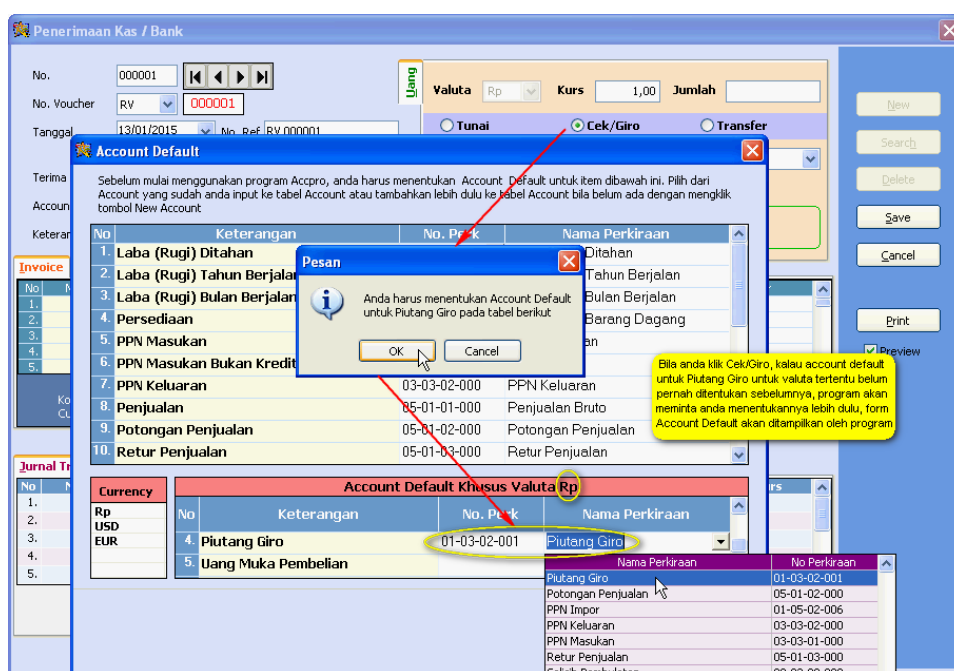 Penerimaan Kas / Bank
No.
000001
No. Voucher
RV
000001
Tanggal
13/01/2015
No. Ref
RV 000001
Terima
Accoun
Keterar
Uang
Valuta
Rp
Kurs
1,00
Jumlah
Tunai
Cek/Giro
Transfer
New
Search
Delete
Save
Cancel
Print
Preview
Account Default
Sebelum mulai menggunakan program Accpro, anda harus menentukan Account Default untuk item dibawah ini. Pilih dari
Account yang sudah anda input ke tabel Account atau tambahkan lebih dulu ke tabel Account bila belum ada dengan mengklik
tombol New Account
No Keterangan No. Perk Nama Perkiraan
1. Laba (Rugi) Ditahan Ditahan
2. Laba (Rugi) Tahun Berjalan Tahun Berjalan
3. Laba (Rugi) Bulan Berjalan Bulan Berjalan
4. Persediaan Barang Dagang
5. PPN Masukan an
6. PPN Masukan Bukan Kredit
7. PPN Keluaran 03-03-02-000 PPN Keluaran
8. Penjualan 05-01-01-000 Penjualan Bruto
9. Potongan Penjualan 05-01-02-000 Potongan Penjualan
10. Retur Penjualan 05-01-03-000 Retur Penjualan
Pesan
Anda harus menentukan Account Default
untuk Piutang Giro pada tabel berikut
OK
Cancel
Bila anda klik Cek/Giro, kalau account default
untuk Piutang Giro untuk valuta tertentu belum
pernah ditentukan sebelumnya, program akan
meminta anda menentukannya lebih dulu, form
Account Default akan ditampilkan oleh program
Invoice
No N
1.
2.
3.
4.
5.
Ko
Cu
Jurnal Tr
No N
1.
2.
3.
4.
5.
rs
Currency
Rp
USD
EUR
Account Default Khusus Valuta Rp
No Keterangan No. Perk Nama Perkiraan
4. Piutang Giro 01-03-02-001 Piutang Giro
5. Uang Muka Pembelian
Nama Perkiraan No Perkiraan
Piutang Giro 01-03-02-001
Potongan Penjualan 05-01-02-000
PPN Impor 01-05-02-006
PPN Keluaran 03-03-02-000
PPN Masukan 03-03-01-000
Retur Penjualan 05-01-03-000